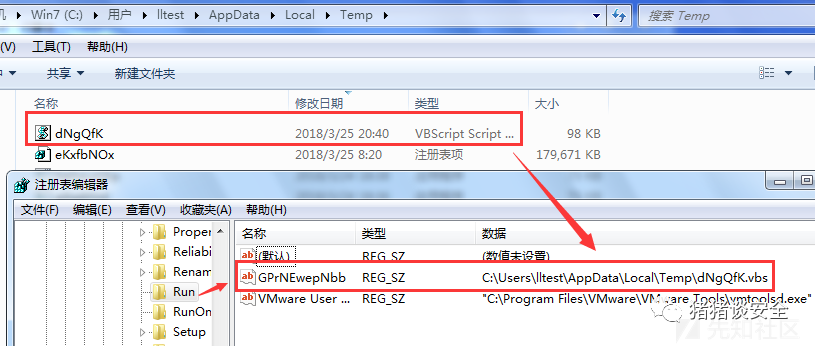 机 ▸ Win7 (C:) ▸ 用户 ▸ lltest ▸ AppData ▸ Local ▸ Temp ▸ 搜索 Temp
(V) 工具(T) 帮助(H)
共享 新建文件夹
名称 修改日期 类型 大小
dNgQfK 2018/3/25 20:40 VBScript Script ... 98 KB
eKxfbNOx 2018/3/25 8:20 注册表项 179,671 KB
注册表编辑器
文件(F) 编辑(E) 查看(V) 收藏夹(A) 帮助(H)
名称 类型 数据
Proper
(默认) REG_SZ (数值未设置)
Reliabi
Renam
GPrNEwepNbb REG_SZ C:\Users\lltest\AppData\Local\Temp\dNgQfK.vbs
Run
VMware User ... REG_SZ "C:\Program Files\VMware\VMware Tools\vmtoolsd.exe"
RunOn
Setup
猪猪谈安全
先知社区